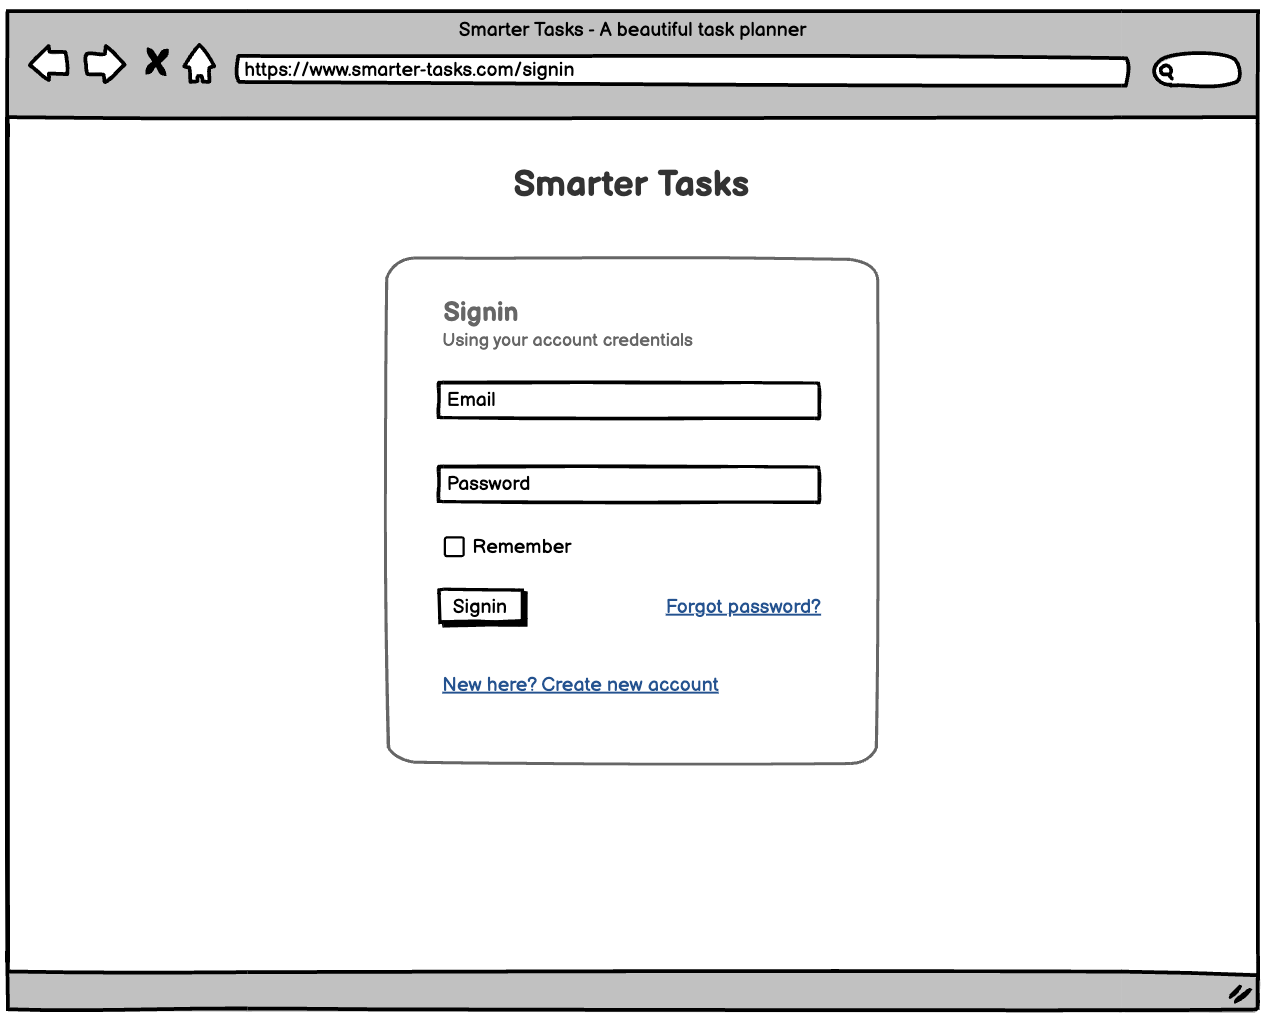 Smarter Tasks - A beautiful task planner
https://www.smarter-tasks.com/signin
Smarter Tasks
Signin
Using your account credentials
Email
Password
Remember
Signin
Forgot password?
New here? Create new account